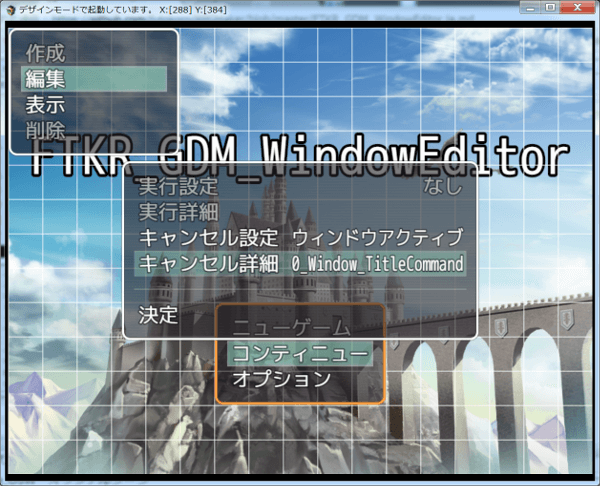 デザインモードで起動しています。 X:[288] Y:[384]
作成
編集
表示
削除
FTKR_GDM_WindowEditor
実行設定 なし
実行詳細
キャンセル設定 ウィンドウアクティブ
キャンセル詳細 0_Window_TitleCommand
決定
ニューゲーム
コンティニュー
オプション